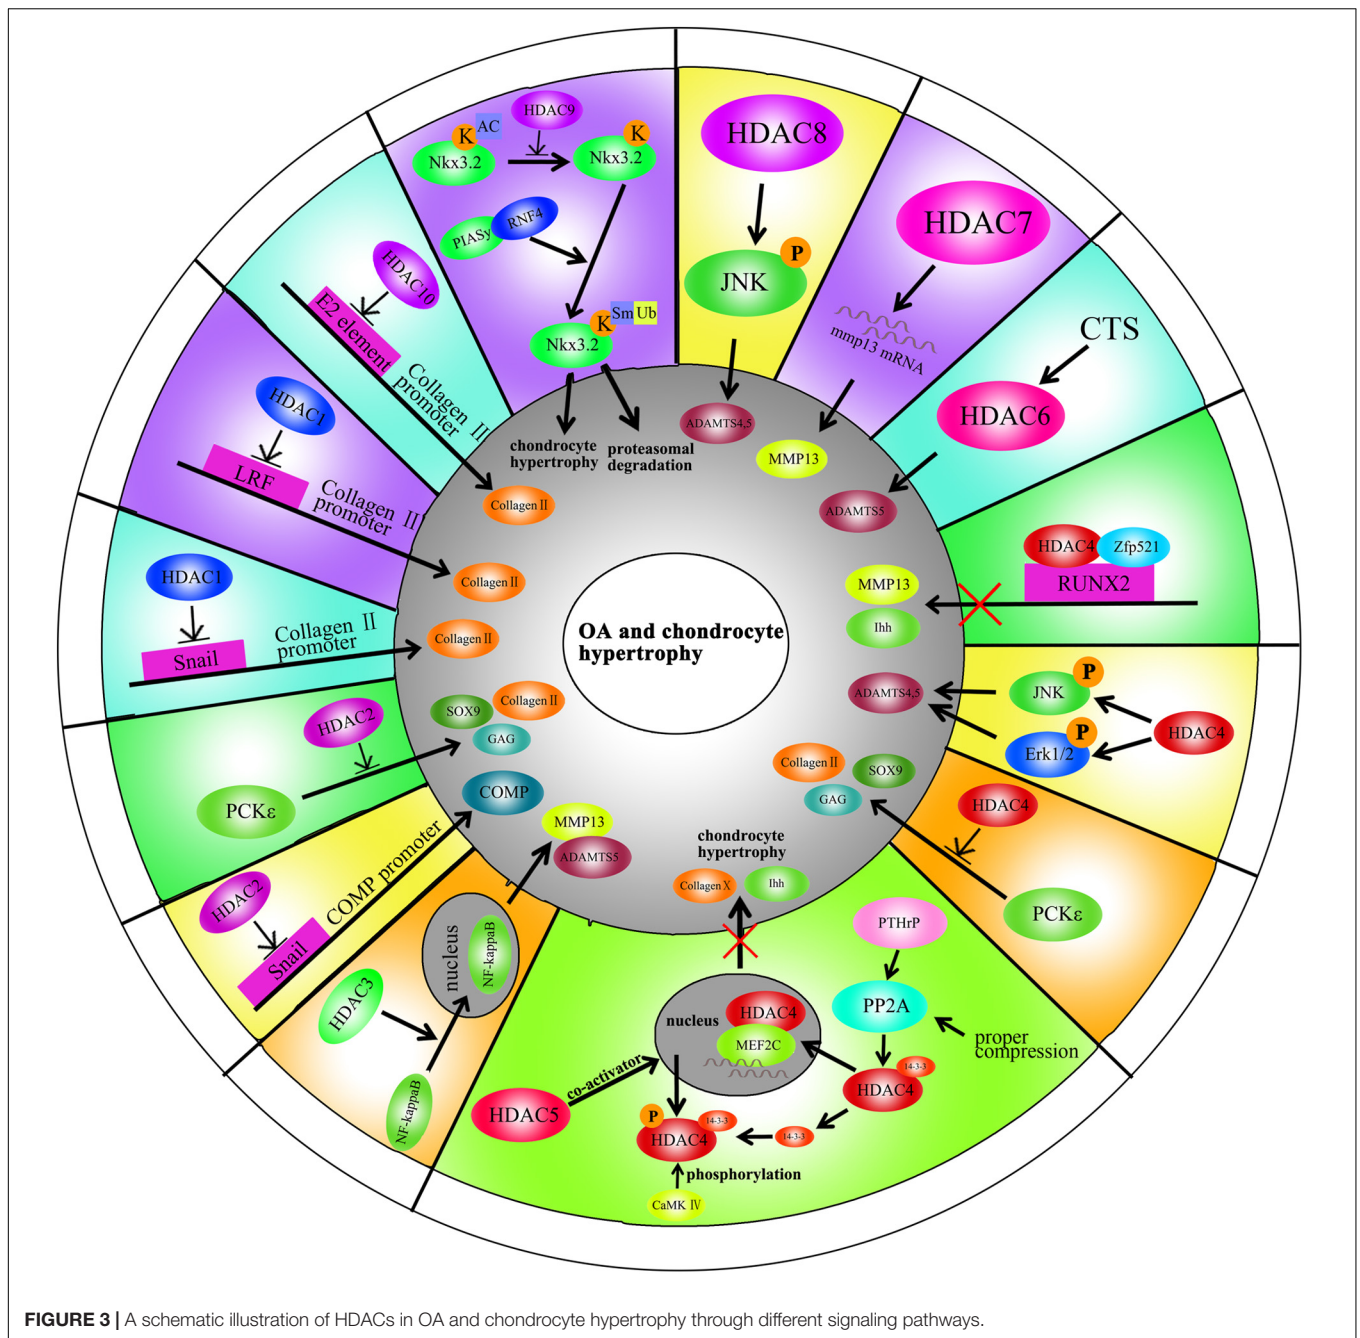 HDAC9
K
AC
Nkx3.2
K
Nkx3.2
PIASy
RNF4
K
Sm
Ub
Nkx3.2
chondrocyte
hypertrophy
proteasomal
degradation
HDAC8
P
JNK
ADAMTS4,5
HDAC7
mmp13 mRNA
MMP13
CTS
HDAC6
ADAMTS5
HDAC4
Zfp521
RUNX2
MMP13
Ihh
P
JNK
P
Erk1/2
HDAC4
ADAMTS4,5
HDAC4
PCKε
Collagen II
SOX9
GAG
PTHrP
PP2A
proper
compression
14-3-3
HDAC4
14-3-3
nucleus
HDAC4
MEF2C
chondrocyte
hypertrophy
Collagen X
Ihh
HDAC5
co-activator
P
14-3-3
HDAC4
phosphorylation
CaMK IV
HDAC3
NF-kappaB
nucleus
NF-kappaB
MMP13
ADAMTS5
HDAC2
Snail
COMP promoter
COMP
HDAC2
PCKε
SOX9
Collagen II
GAG
HDAC1
Snail
Collagen II
promoter
Collagen II
HDAC1
LRF
Collagen II
promoter
Collagen II
HDAC10
E2 element
Collagen II
promoter
Collagen II
OA and chondrocyte
hypertrophy
FIGURE 3 | A schematic illustration of HDACs in OA and chondrocyte hypertrophy through different signaling pathways.